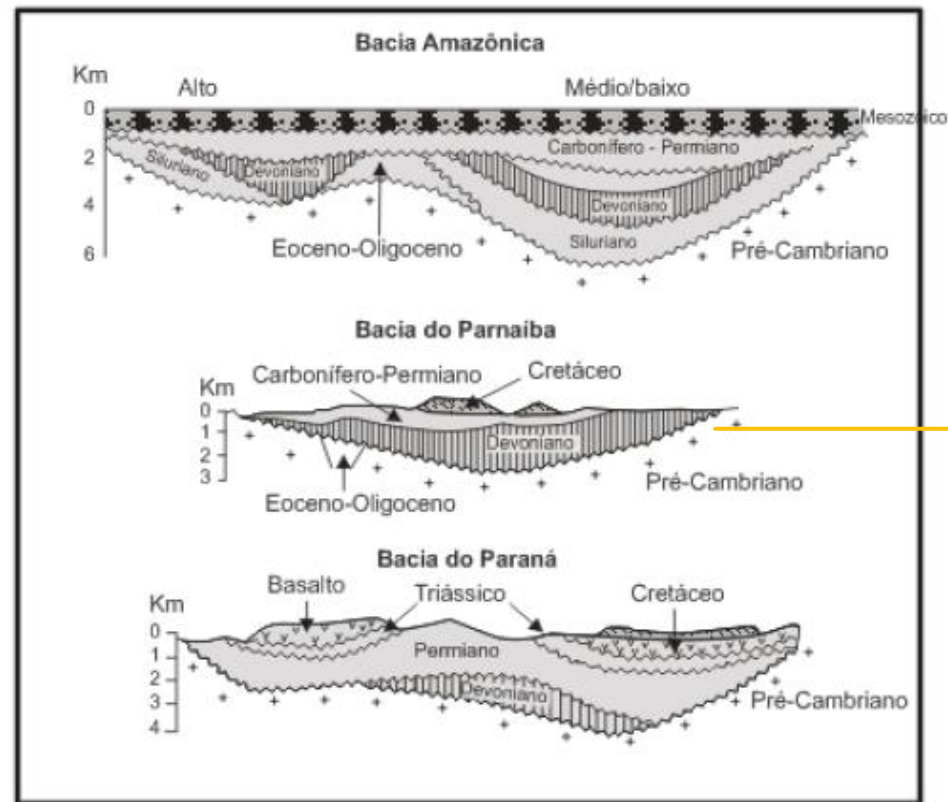 Bacia Amazônica
Km
Alto
Médio/baixo
0
Mesozóico
Carbonífero - Permiano
2
Siluriano
Devoniano
Devoniano
4
Eoceno-Oligoceno
Siluriano
Pré-Cambriano
6
Bacia do Parnaíba
Carbonífero-Permiano
Cretáceo
Km
0
1
Devoniano
2
3
Pré-Cambriano
Eoceno-Oligoceno
Bacia do Paraná
Basalto
Triássico
Cretáceo
Km
0
1
Permiano
2
Devoniano
Pré-Cambriano
3
4